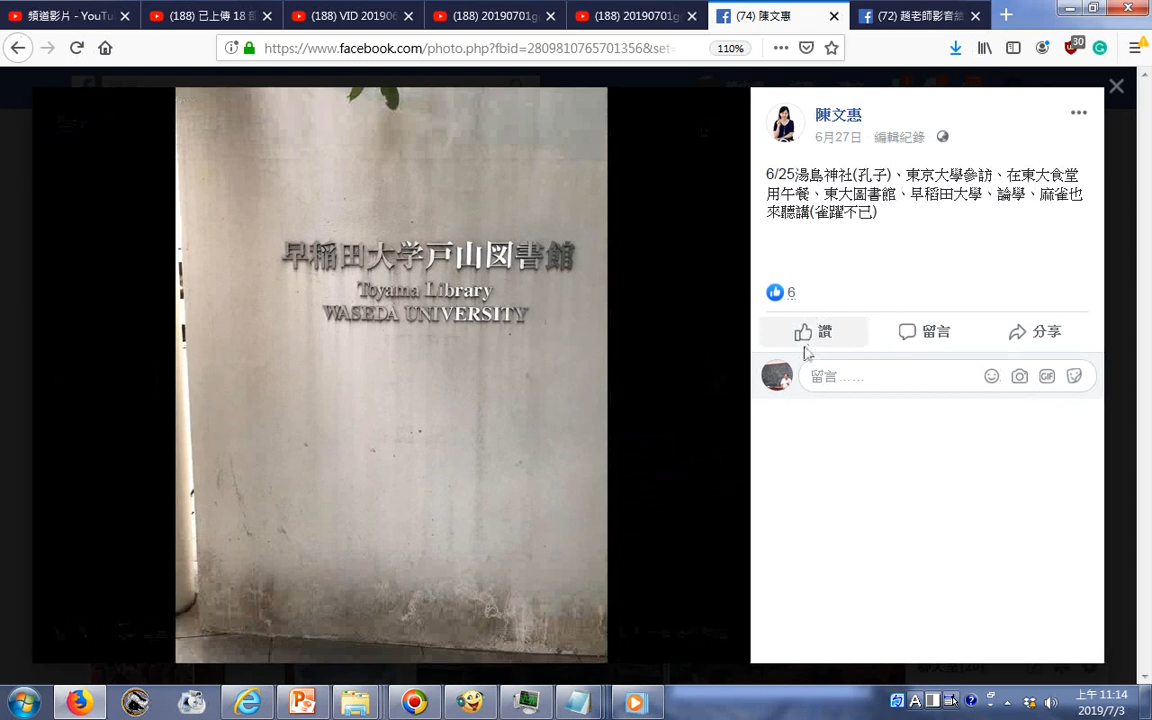 頻道影片 - YouTu
(188) 已上傳 18 部
(188) VID 201906
(188) 20190701g
(188) 20190701g
(74) 陳文惠
(72) 趙老師影音
https://www.facebook.com/photo.php?fbid=2809810765701356&set=
110%
30
早稲田大学戸山図書館
Toyama Library
WASEDA UNIVERSITY
陳文惠
6月27日 編輯紀錄
6/25湯島神社(孔子)、東京大學參訪、在東大食堂
用午餐、東大圖書館、早稻田大學、論學、麻雀也
來聽講(雀躍不已)
6
讚
留言
分享
留言……
GIF
上午 11:14
2019/7/3